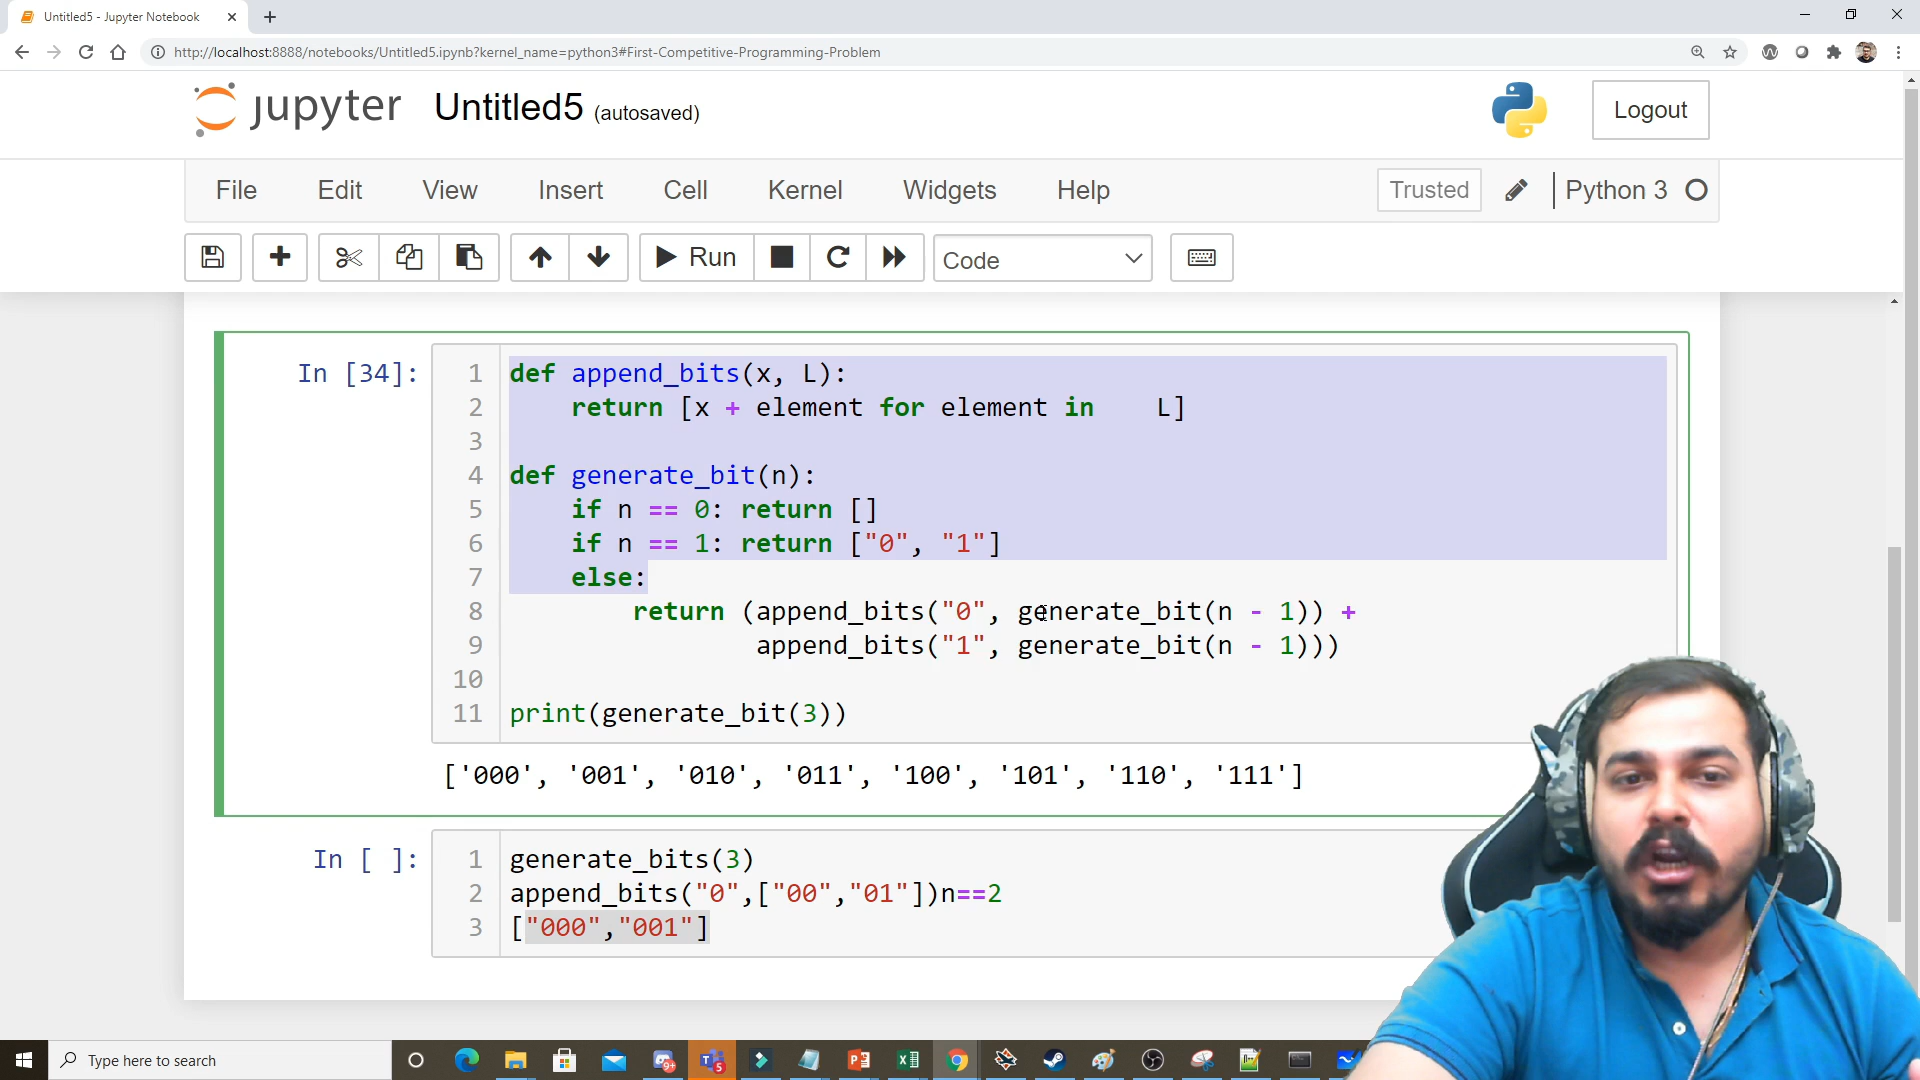 Untitled5 - Jupyter Notebook
http://localhost:8888/notebooks/Untitled5.ipynb?kernel_name=python3#First-Competitive-Programming-Problem
jupyter Untitled5 (autosaved)
Logout
File Edit View Insert Cell Kernel Widgets Help Trusted Python 3
Run Code
In [34]:
1 def append_bits(x, L):
2     return [x + element for element in    L]
3
4 def generate_bit(n):
5     if n == 0: return []
6     if n == 1: return ["0", "1"]
7     else:
8         return (append_bits("0", generate_bit(n - 1)) +
9                 append_bits("1", generate_bit(n - 1)))
10
11 print(generate_bit(3))
['000', '001', '010', '011', '100', '101', '110', '111']
In [ ]:
1 generate_bits(3)
2 append_bits("0",["00","01"])n==2
3 ["000","001"]
Type here to search